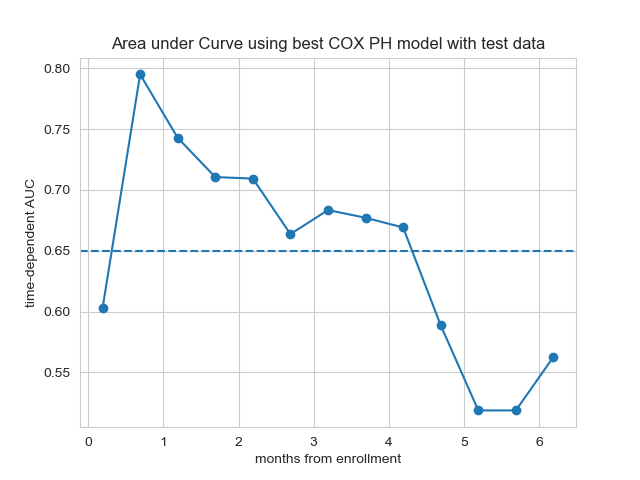 Area under Curve using best COX PH model with test data
time-dependent AUC
0.80
0.75
0.70
0.65
0.60
0.55
0 1 2 3 4 5 6
months from enrollment